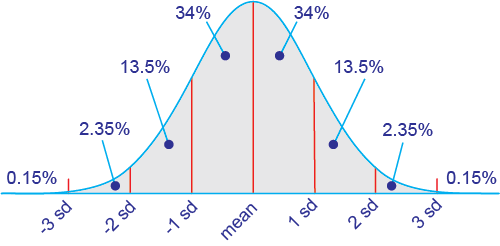 34% 34%
13.5% 13.5%
2.35% 2.35%
0.15% 0.15%
-3 sd -2 sd -1 sd mean 1 sd 2 sd 3 sd